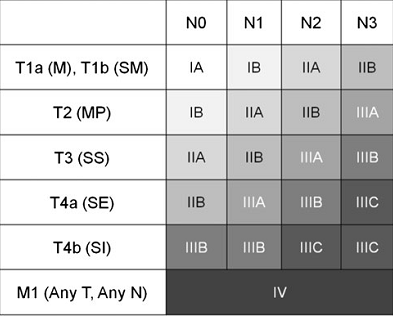 N0 N1 N2 N3
T1a (M), T1b (SM) IA IB IIA IIB
T2 (MP) IB IIA IIB IIIA
T3 (SS) IIA IIB IIIA IIIB
T4a (SE) IIB IIIA IIIB IIIC
T4b (SI) IIIB IIIB IIIC IIIC
M1 (Any T, Any N) IV